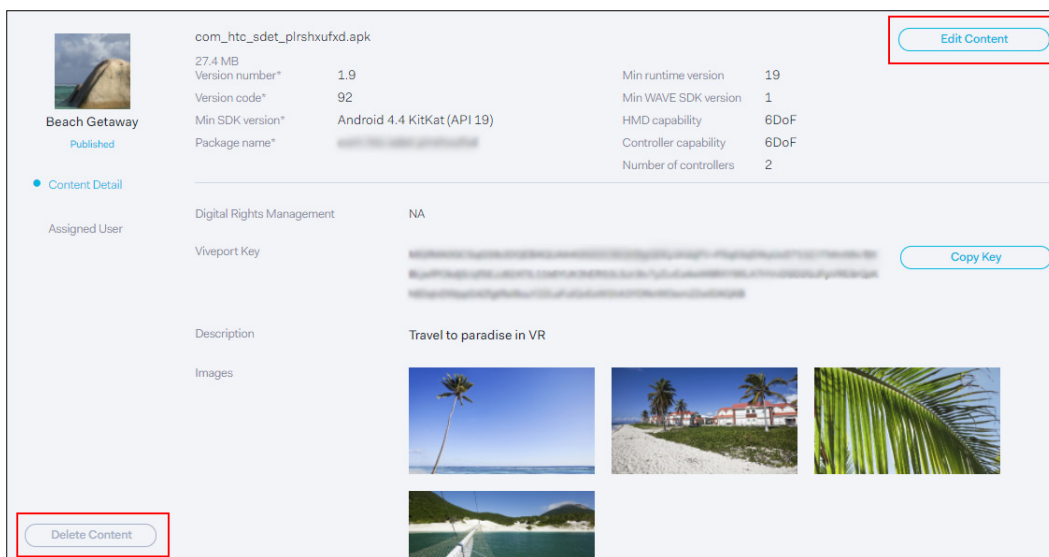 com_htc_sdet_plrshxufxd.apk
Edit Content
27.4 MB
Version number* 1.9 Min runtime version 19
Version code* 92 Min WAVE SDK version 1
Beach Getaway Min SDK version* Android 4.4 KitKat (API 19) HMD capability 6DoF
Published Package name* Controller capability 6DoF
Number of controllers 2
Content Detail
Digital Rights Management NA
Assigned User
Viveport Key Copy Key
Description Travel to paradise in VR
Images
Delete Content